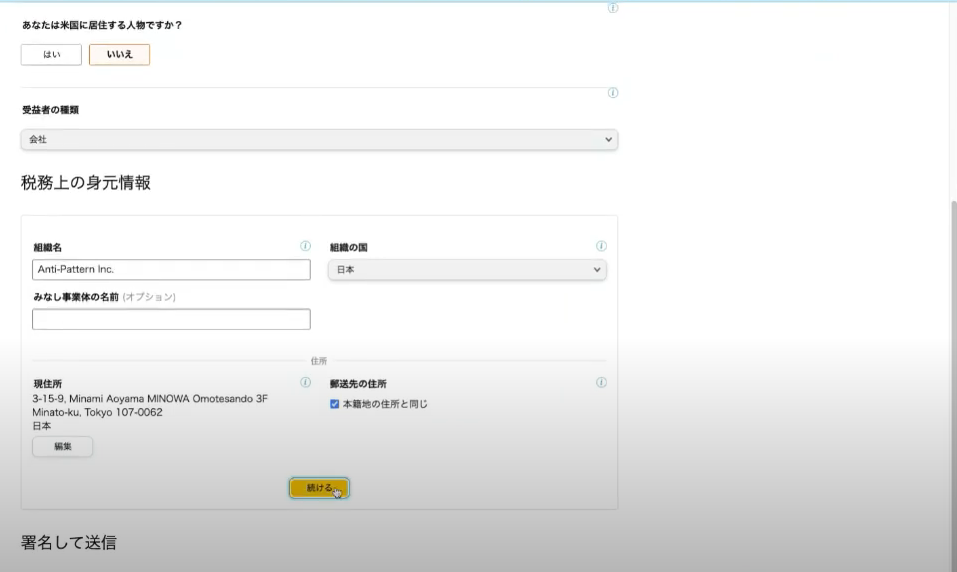 あなたは米国に居住する人物ですか？
はい
いいえ
受益者の種類
会社
税務上の身元情報
組織名
組織の国
Anti-Pattern Inc.
日本
みなし事業体の名前 (オプション)
住所
現住所
郵送先の住所
3-15-9, Minami Aoyama MINOWA Omotesando 3F
本籍地の住所と同じ
Minato-ku, Tokyo 107-0062
日本
編集
続ける
署名して送信